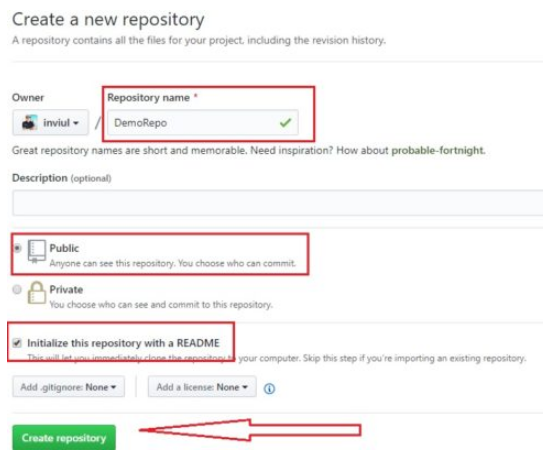 Create a new repository
A repository contains all the files for your project, including the revision history.
Owner Repository name *
inviul / DemoRepo
Great repository names are short and memorable. Need inspiration? How about probable-fortnight.
Description (optional)
Public
Anyone can see this repository. You choose who can commit.
Private
You choose who can see and commit to this repository.
Initialize this repository with a README
This will let you immediately clone the repository to your computer. Skip this step if you're importing an existing repository.
Add .gitignore: None Add a license: None
Create repository